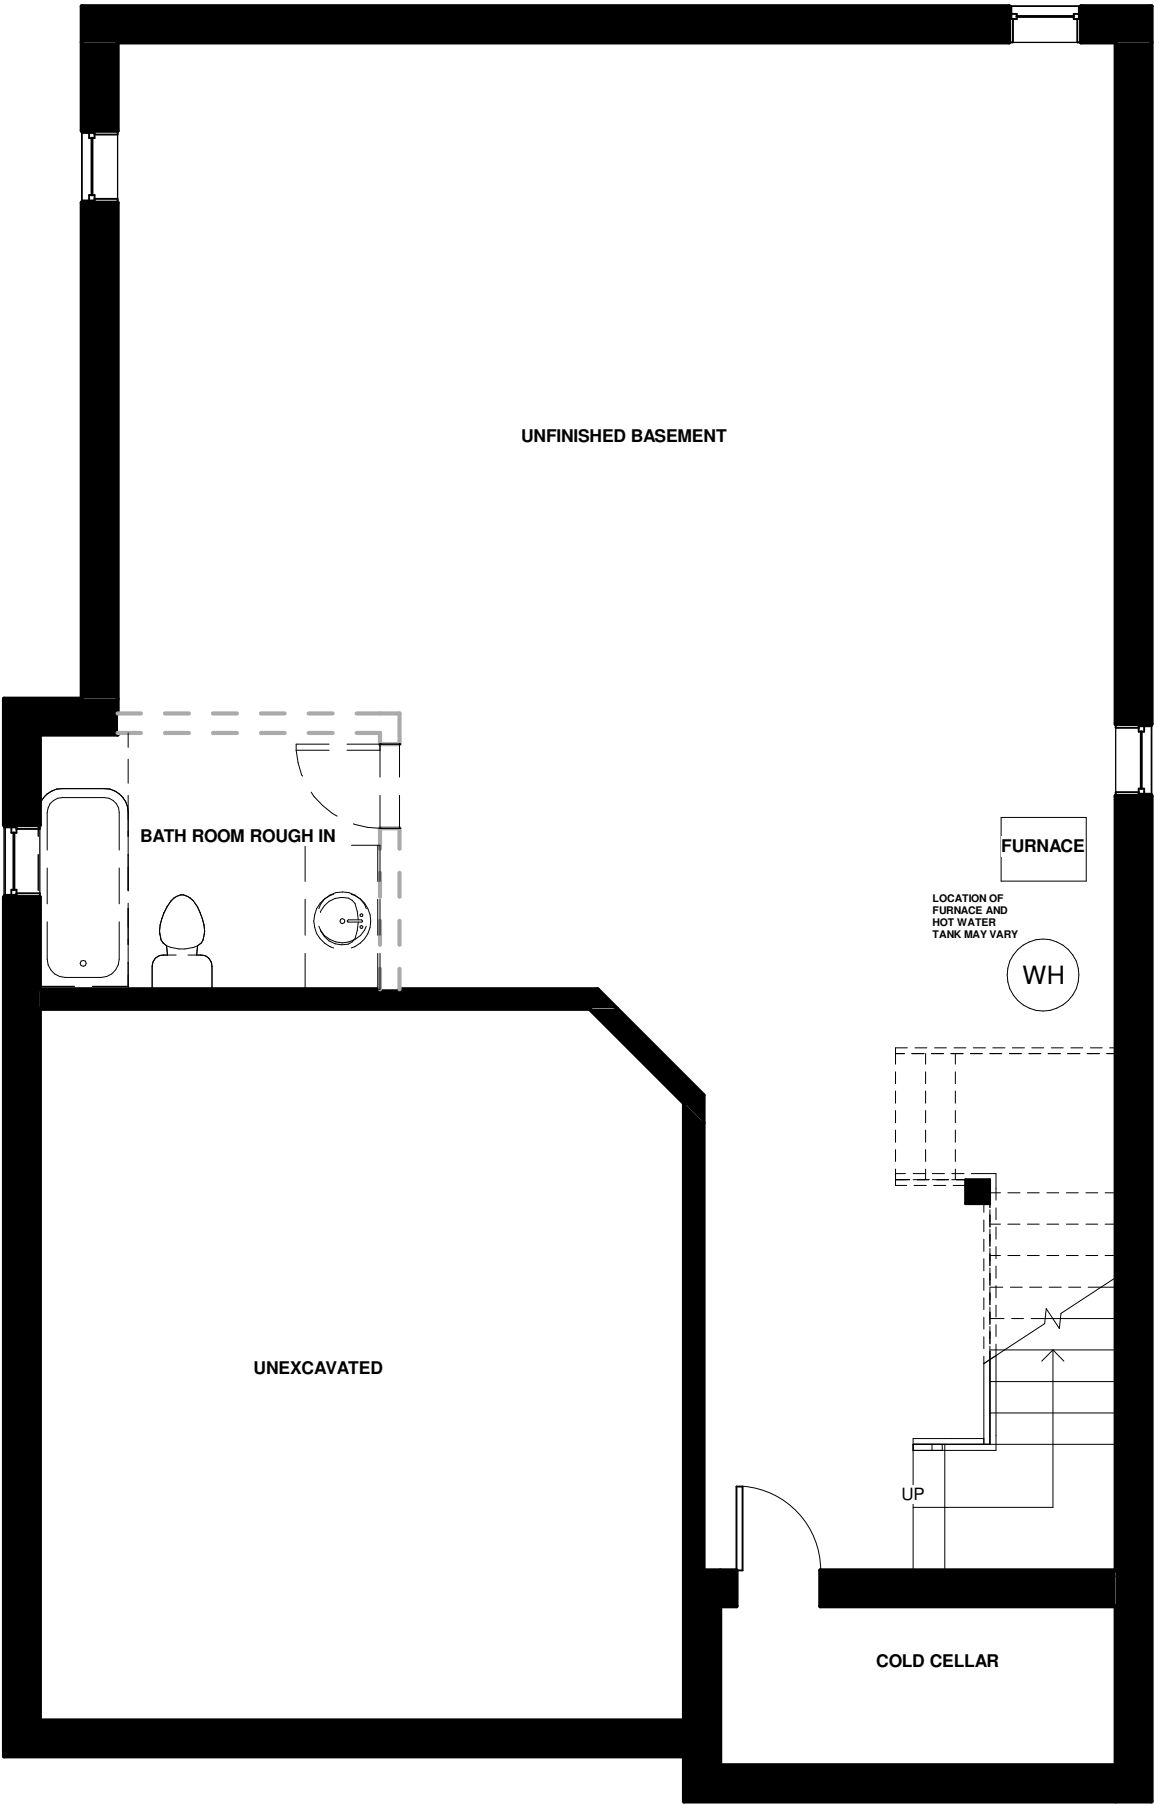 UNFINISHED BASEMENT
BATH ROOM ROUGH IN
FURNACE
LOCATION OF
FURNACE AND
HOT WATER
TANK MAY VARY
WH
UNEXCAVATED
UP
COLD CELLAR